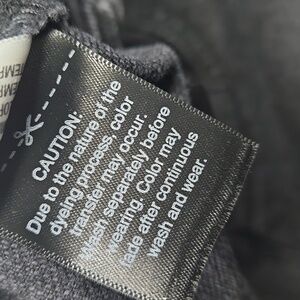 CAUTION:
Due to the nature of the
dyeing process, color
transfer may occur.
Wash separately before
wearing. Color may
fade after continuous
wash and wear.